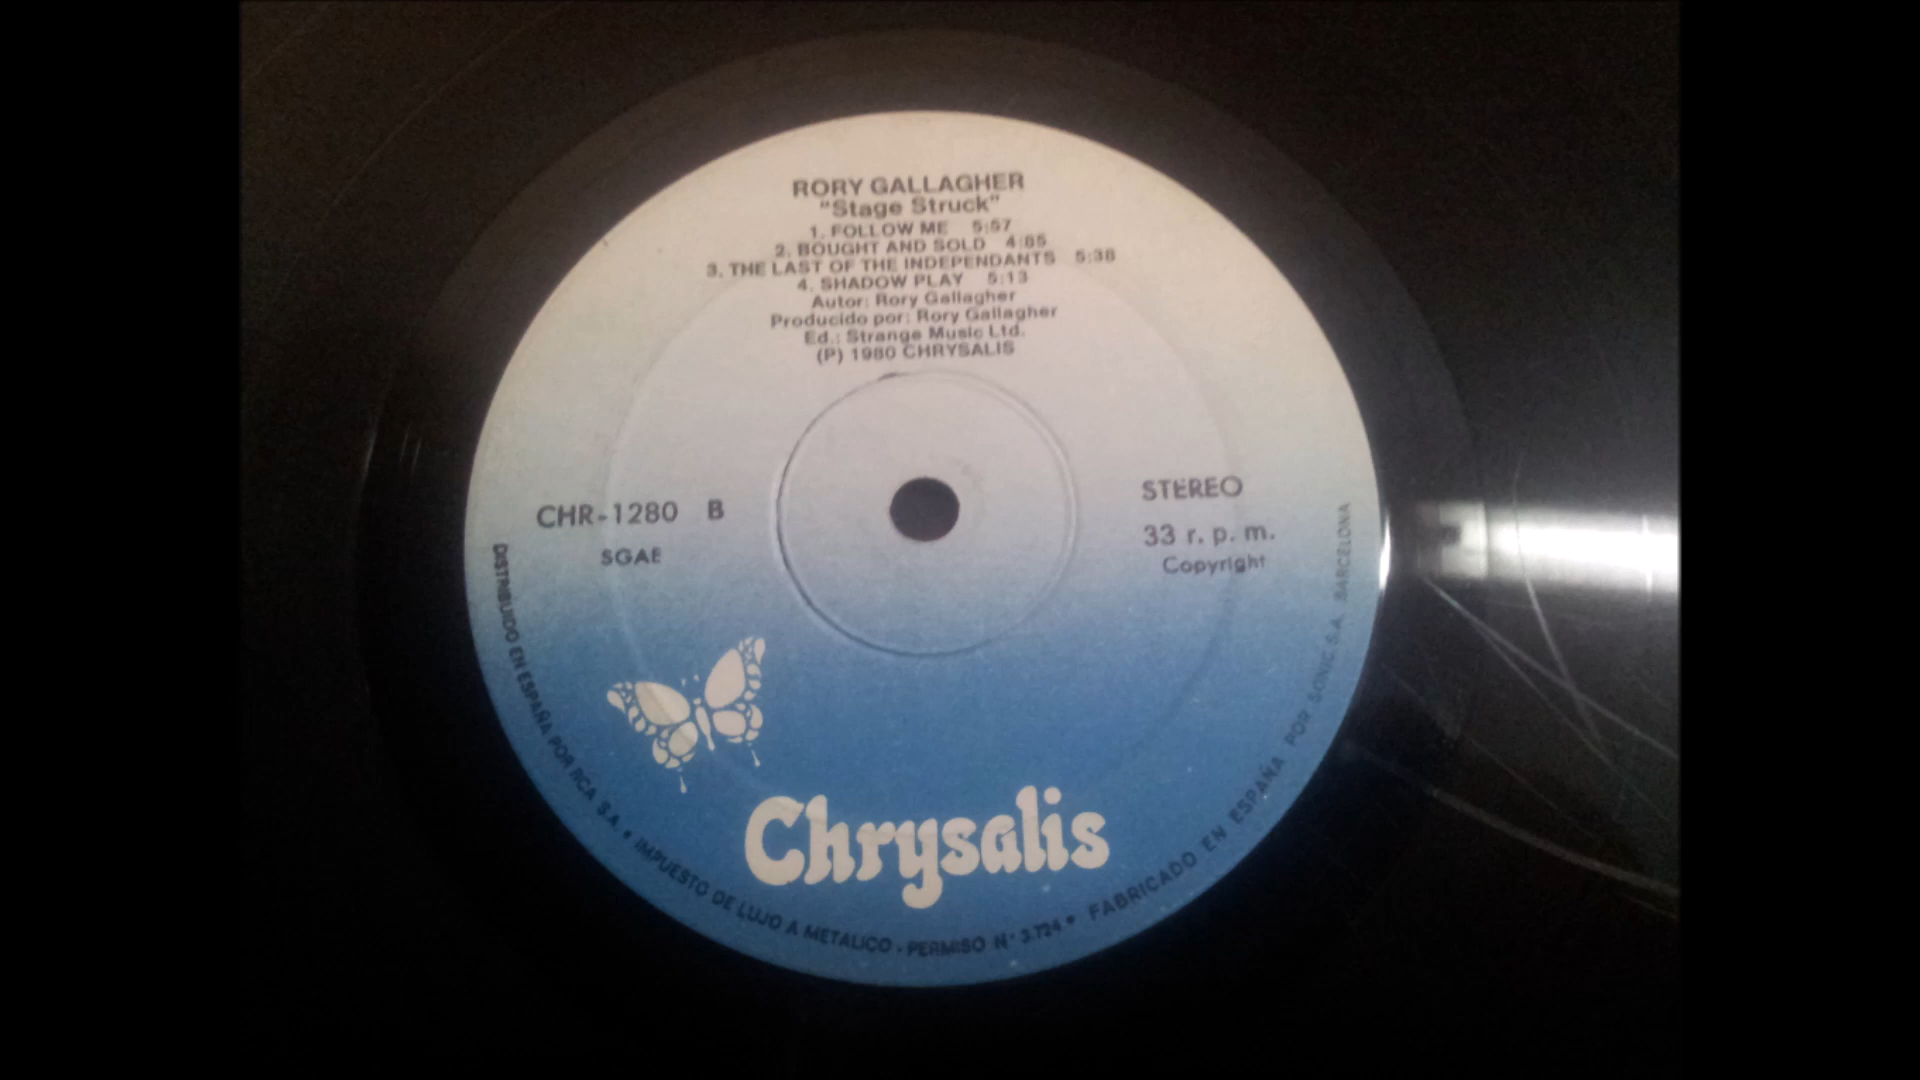 RORY GALLAGHER
"Stage Struck"
1. FOLLOW ME 5:57
2. BOUGHT AND SOLD 4:85
3. THE LAST OF THE INDEPENDANTS 5:38
4. SHADOW PLAY 5:13
Autor: Rory Gallagher
Producido por: Rory Gallagher
Ed.: Strange Music Ltd.
(P) 1980 CHRYSALIS
CHR-1280 B
SGAE
STEREO
33 r. p. m.
Copyright
Chrysalis
DISTRIBUIDO EN ESPAÑA POR RCA S.A. • IMPUESTO DE LUJO A METALICO - PERMISO N° 3.724 • FABRICADO EN ESPAÑA POR SONIC S.A. BARCELONA